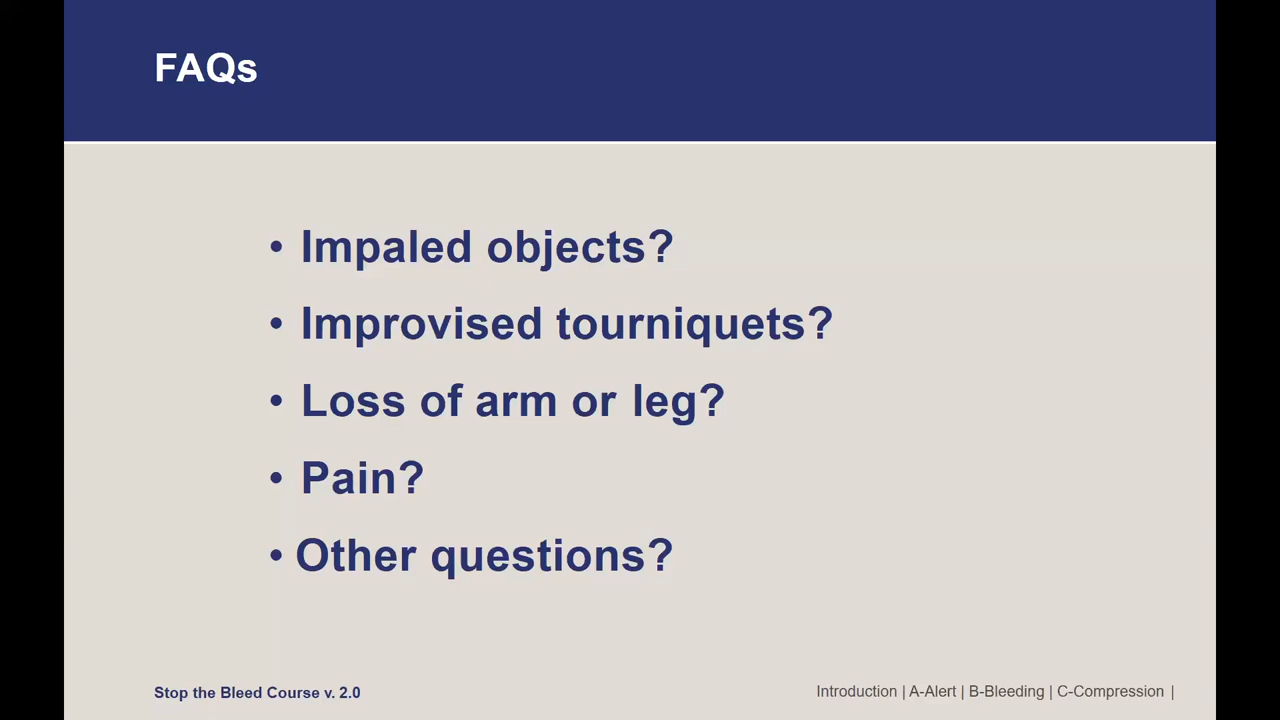 FAQs
• Impaled objects?
• Improvised tourniquets?
• Loss of arm or leg?
• Pain?
• Other questions?
Stop the Bleed Course v. 2.0
Introduction | A-Alert | B-Bleeding | C-Compression |